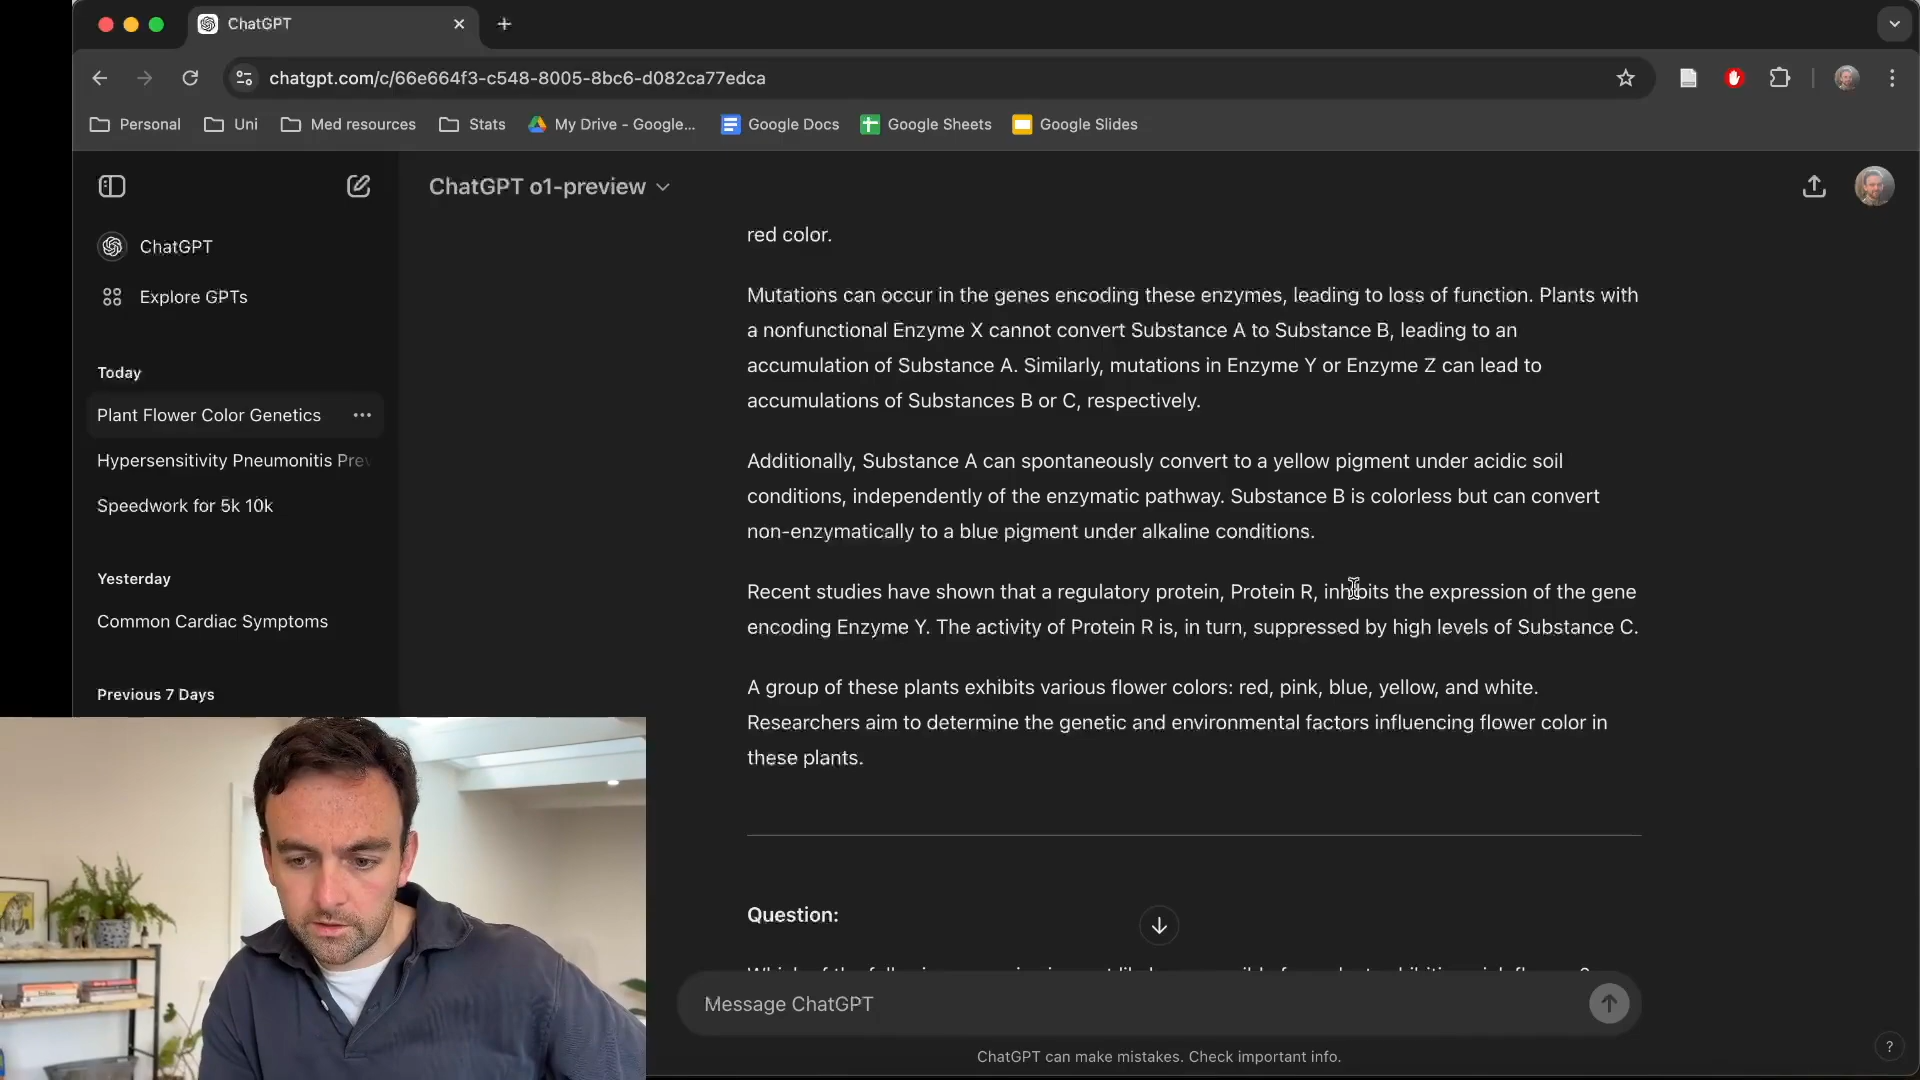 ChatGPT
chatgpt.com/c/66e664f3-c548-8005-8bc6-d082ca77edca
Personal
Uni
Med resources
Stats
My Drive - Google...
Google Docs
Google Sheets
Google Slides
ChatGPT o1-preview
ChatGPT
Explore GPTs
Today
Plant Flower Color Genetics
Hypersensitivity Pneumonitis Prev
Speedwork for 5k 10k
Yesterday
Common Cardiac Symptoms
Previous 7 Days
red color.
Mutations can occur in the genes encoding these enzymes, leading to loss of function. Plants with
a nonfunctional Enzyme X cannot convert Substance A to Substance B, leading to an
accumulation of Substance A. Similarly, mutations in Enzyme Y or Enzyme Z can lead to
accumulations of Substances B or C, respectively.
Additionally, Substance A can spontaneously convert to a yellow pigment under acidic soil
conditions, independently of the enzymatic pathway. Substance B is colorless but can convert
non-enzymatically to a blue pigment under alkaline conditions.
Recent studies have shown that a regulatory protein, Protein R, inhibits the expression of the gene
encoding Enzyme Y. The activity of Protein R is, in turn, suppressed by high levels of Substance C.
A group of these plants exhibits various flower colors: red, pink, blue, yellow, and white.
Researchers aim to determine the genetic and environmental factors influencing flower color in
these plants.
Question:
Message ChatGPT
ChatGPT can make mistakes. Check important info.
?